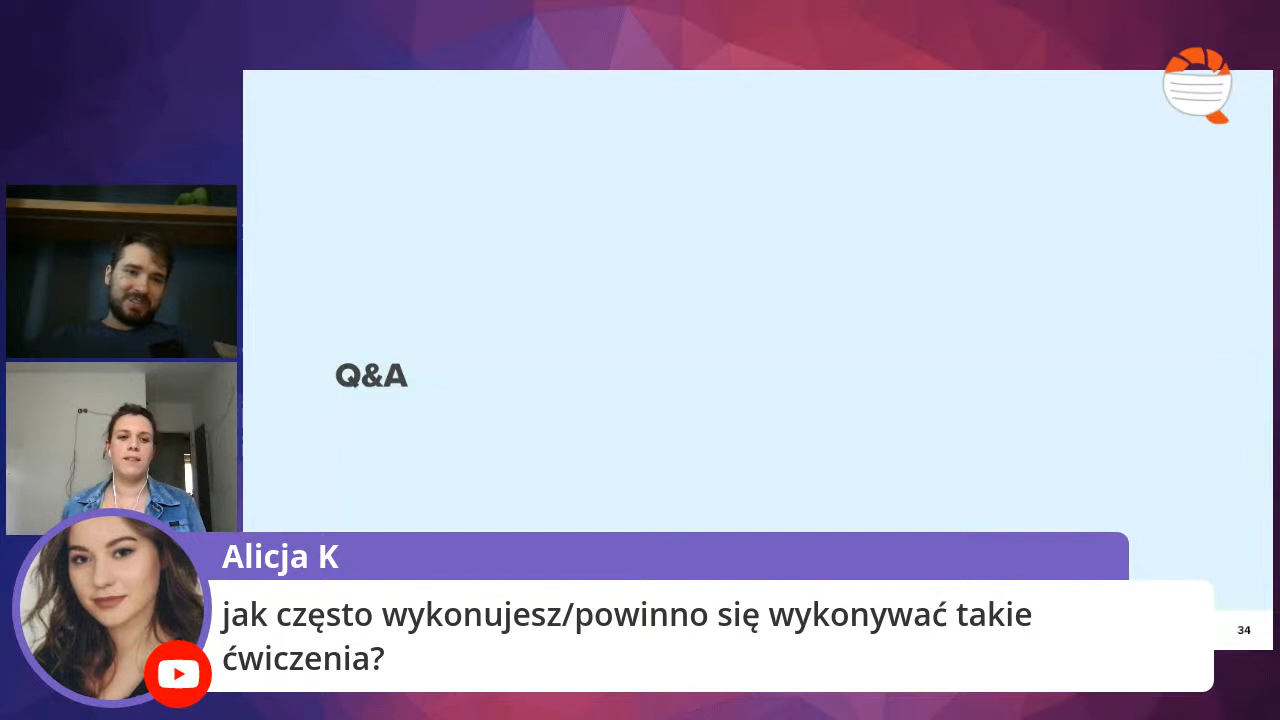 Q&A
Alicja K
jak często wykonujesz/powinno się wykonywać takie
ćwiczenia?
34